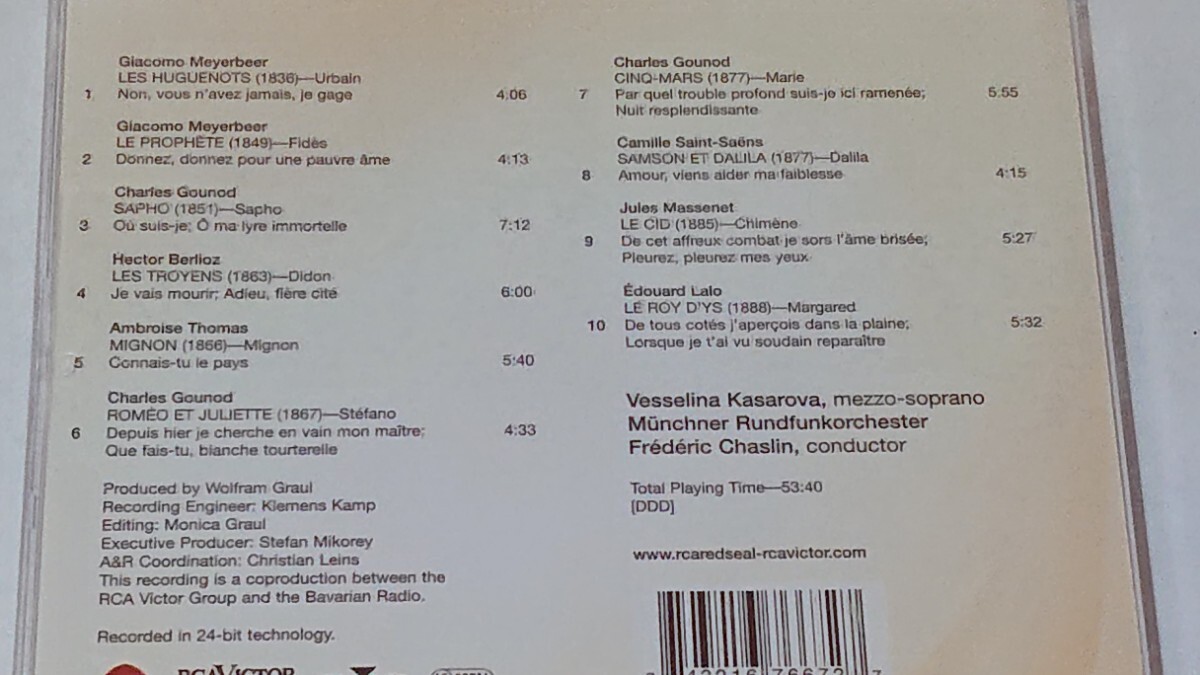 Giacomo Meyerbeer
LES HUGUENOTS (1836)—Urbain
1 Non, vous n'avez jamais, je gage 4:06
Giacomo Meyerbeer
LE PROPHÈTE (1849)—Fidès
2 Donnez, donnez pour une pauvre âme 4:13
Charles Gounod
SAPHO (1851)—Sapho
3 Où suis-je; Ô ma lyre immortelle 7:12
Hector Berlioz
LES TROYENS (1863)—Didon
4 Je vais mourir; Adieu, fière cité 6:00
Ambroise Thomas
MIGNON (1866)—Mignon
5 Connais-tu le pays 5:40
Charles Gounod
ROMÉO ET JULIETTE (1867)—Stéfano
6 Depuis hier je cherche en vain mon maître; 4:33
Que fais-tu, blanche tourterelle
Produced by Wolfram Graul
Recording Engineer: Klemens Kamp
Editing: Monica Graul
Executive Producer: Stefan Mikorey
A&R Coordination: Christian Leins
This recording is a coproduction between the
RCA Victor Group and the Bavarian Radio.
Recorded in 24-bit technology.
RCA VICTOR
Charles Gounod
CINQ-MARS (1877)—Marie
7 Par quel trouble profond suis-je ici ramenée; 5:55
Nuit resplendissante
Camille Saint-Saëns
SAMSON ET DALILA (1877)—Dalila
8 Amour, viens aider ma faiblesse 4:15
Jules Massenet
LE CID (1885)—Chimène
9 De cet affreux combat je sors l'âme brisée; 5:27
Pleurez, pleurez mes yeux
Édouard Lalo
LE ROY D'YS (1888)—Margared
10 De tous cotés j'aperçois dans la plaine; 5:32
Lorsque je t'ai vu soudain reparaître
Vesselina Kasarova, mezzo-soprano
Münchner Rundfunkorchester
Frédéric Chaslin, conductor
Total Playing Time—53:40
[DDD]
www.rcaredseal-rcavictor.com